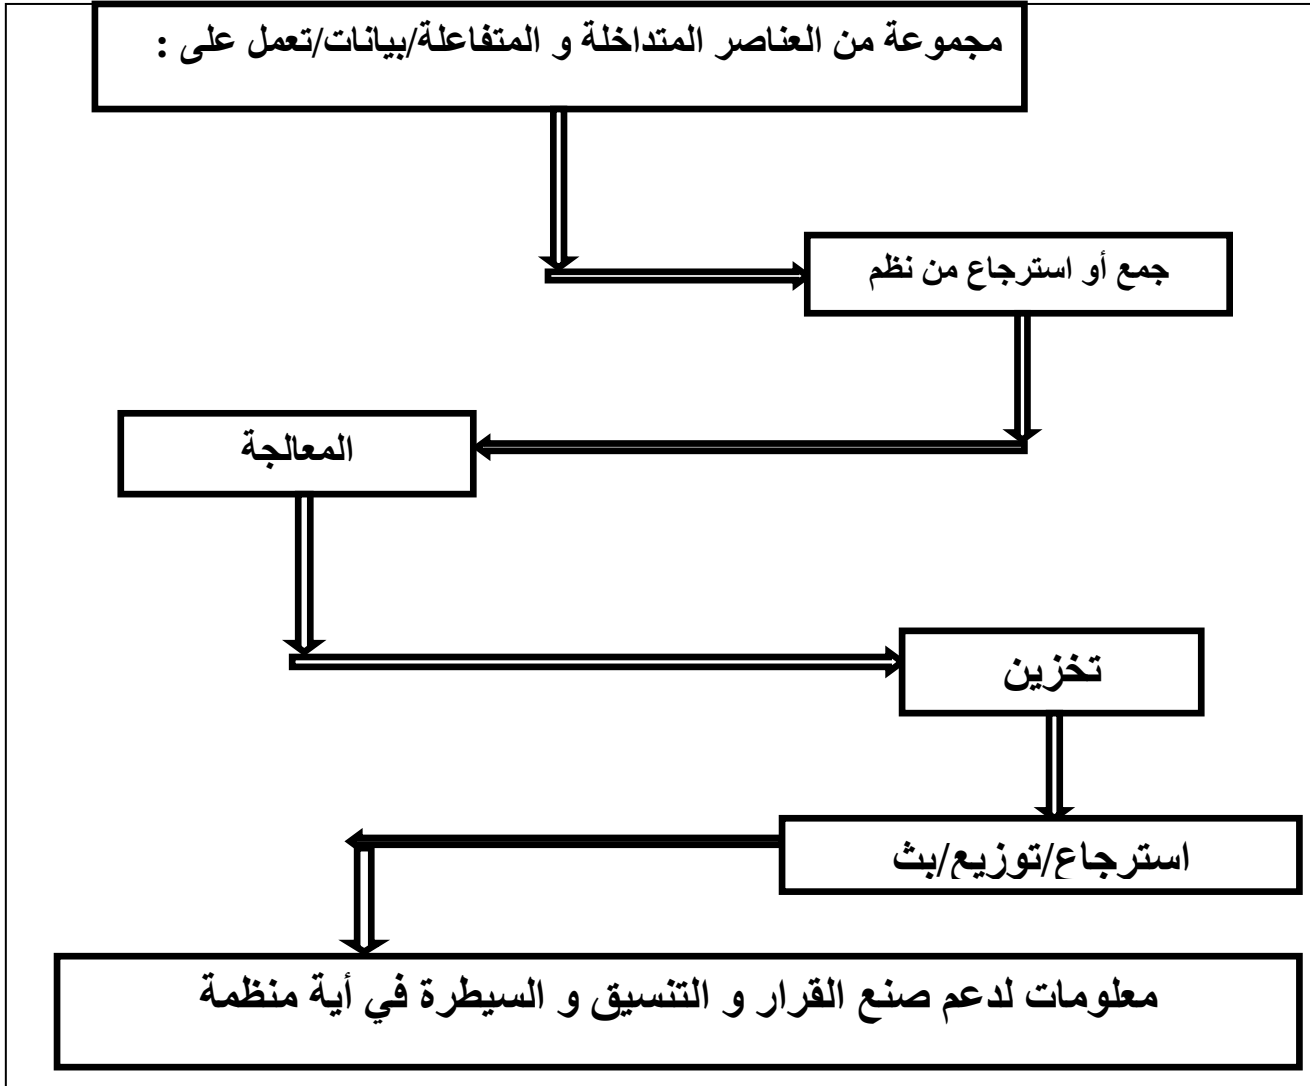 مجموعة من العناصر المتداخلة و المتفاعلة/بيانات/تعمل على :
جمع أو استرجاع من نظم
المعالجة
تخزين
استرجاع/توزيع/بث
معلومات لدعم صنع القرار و التنسيق و السيطرة في أية منظمة